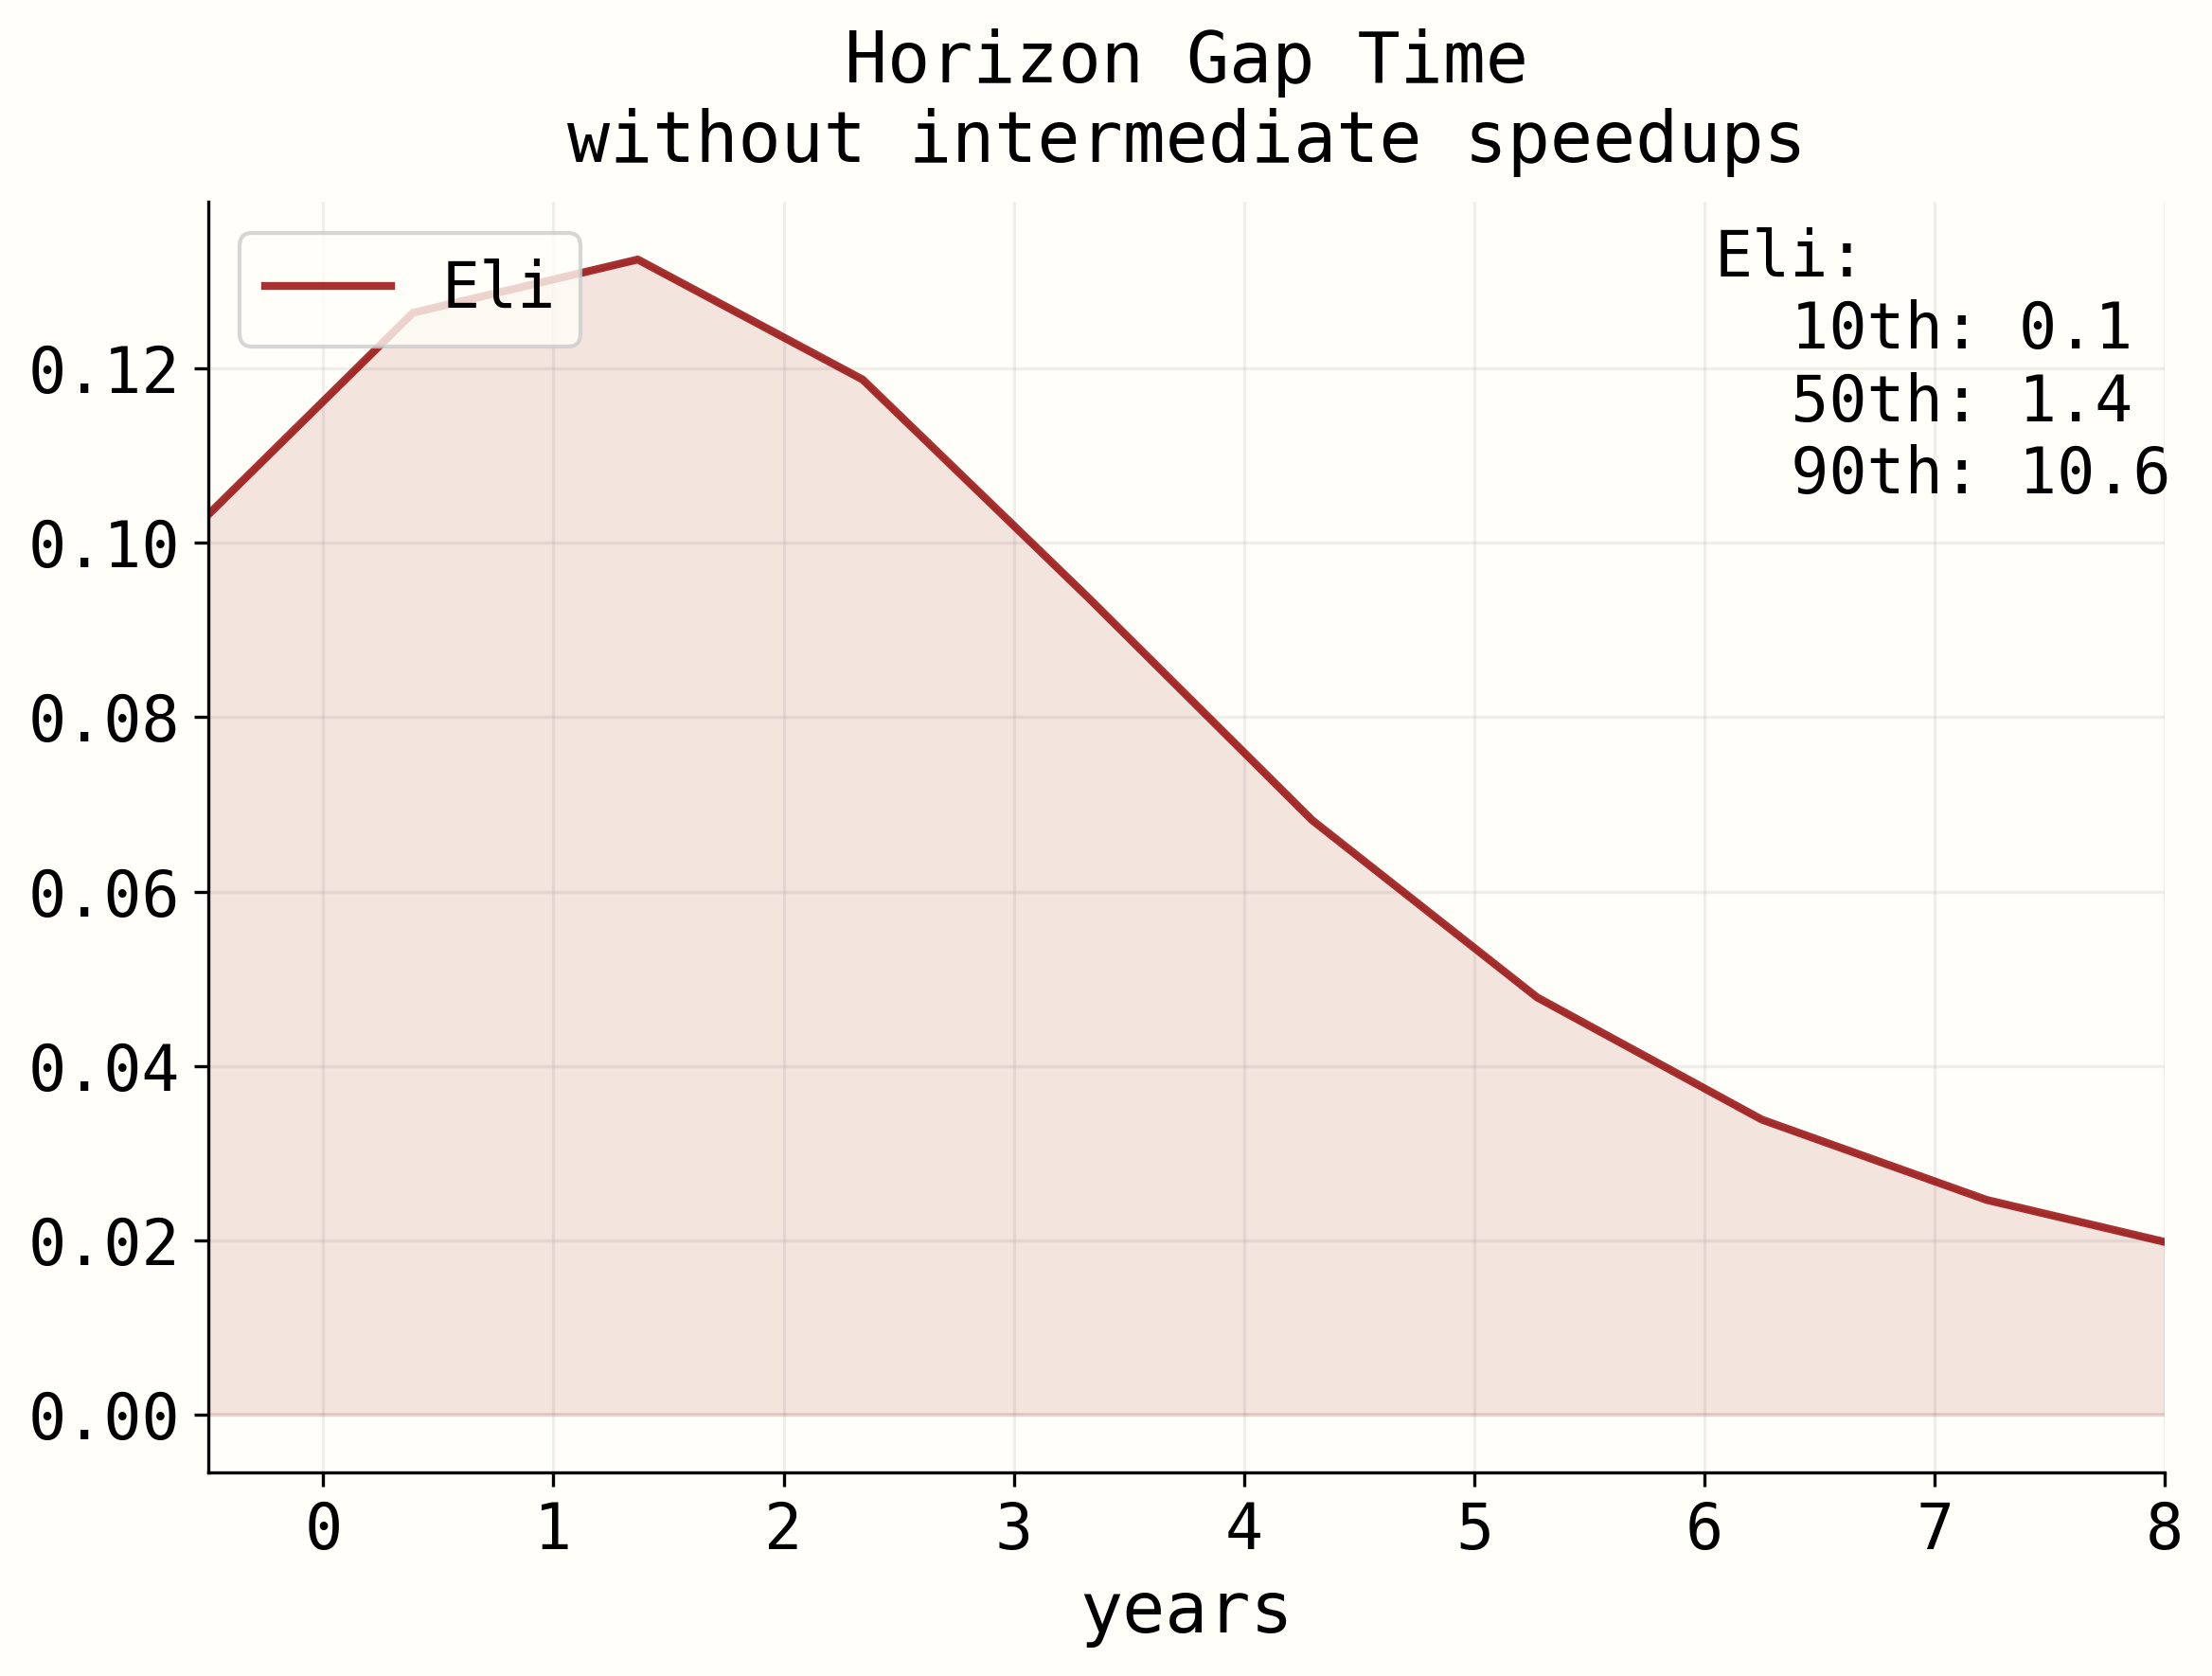 Horizon Gap Time
without intermediate speedups
Eli
Eli:
10th: 0.1
50th: 1.4
90th: 10.6
0.12
0.10
0.08
0.06
0.04
0.02
0.00
0 1 2 3 4 5 6 7 8
years